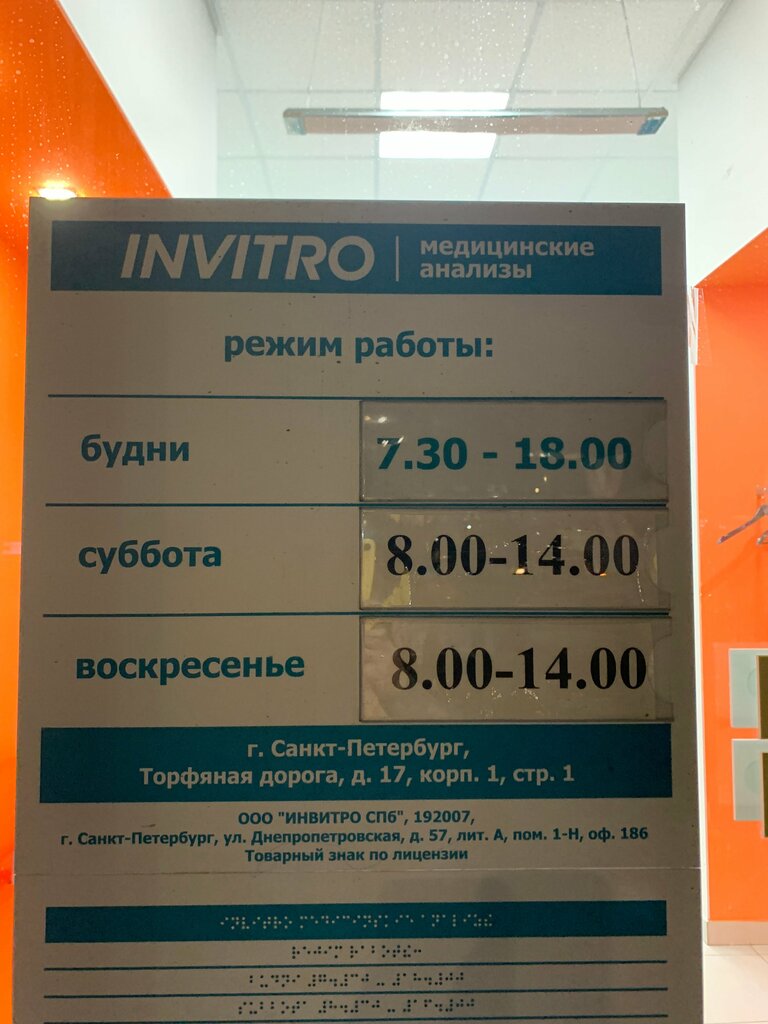 INVITRO
медицинские
анализы
режим работы:
будни
7.30 - 18.00
суббота
8.00-14.00
воскресенье
8.00-14.00
г. Санкт-Петербург,
Торфяная дорога, д. 17, корп. 1, стр. 1
ООО "ИНВИТРО СПб", 192007,
г. Санкт-Петербург, ул. Днепропетровская, д. 57, лит. А, пом. 1-Н, оф. 186
Товарный знак по лицензии